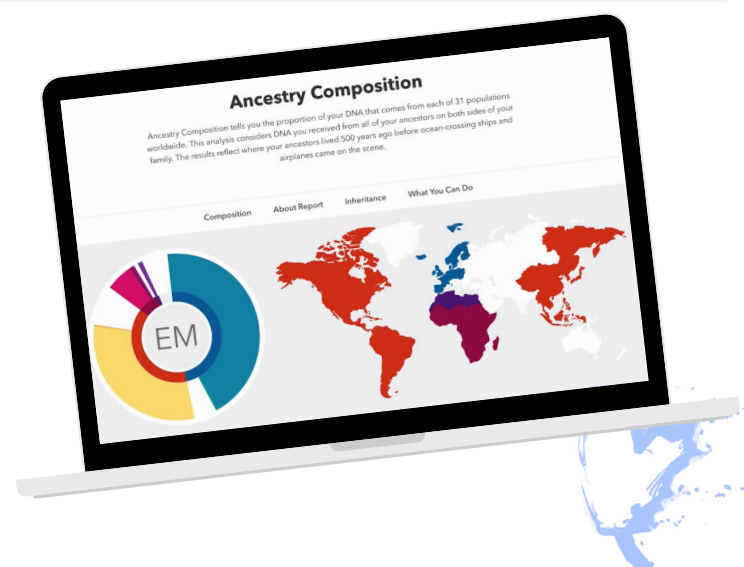 Ancestry Composition
Ancestry Composition tells you the proportion of your DNA that comes from each of 31 populations
worldwide. This analysis considers DNA you received from all of your ancestors on both sides of your
family. The results reflect where your ancestors lived 500 years ago before ocean-crossing ships and
airplanes came on the scene.
Composition About Report Inheritance What You Can Do
EM